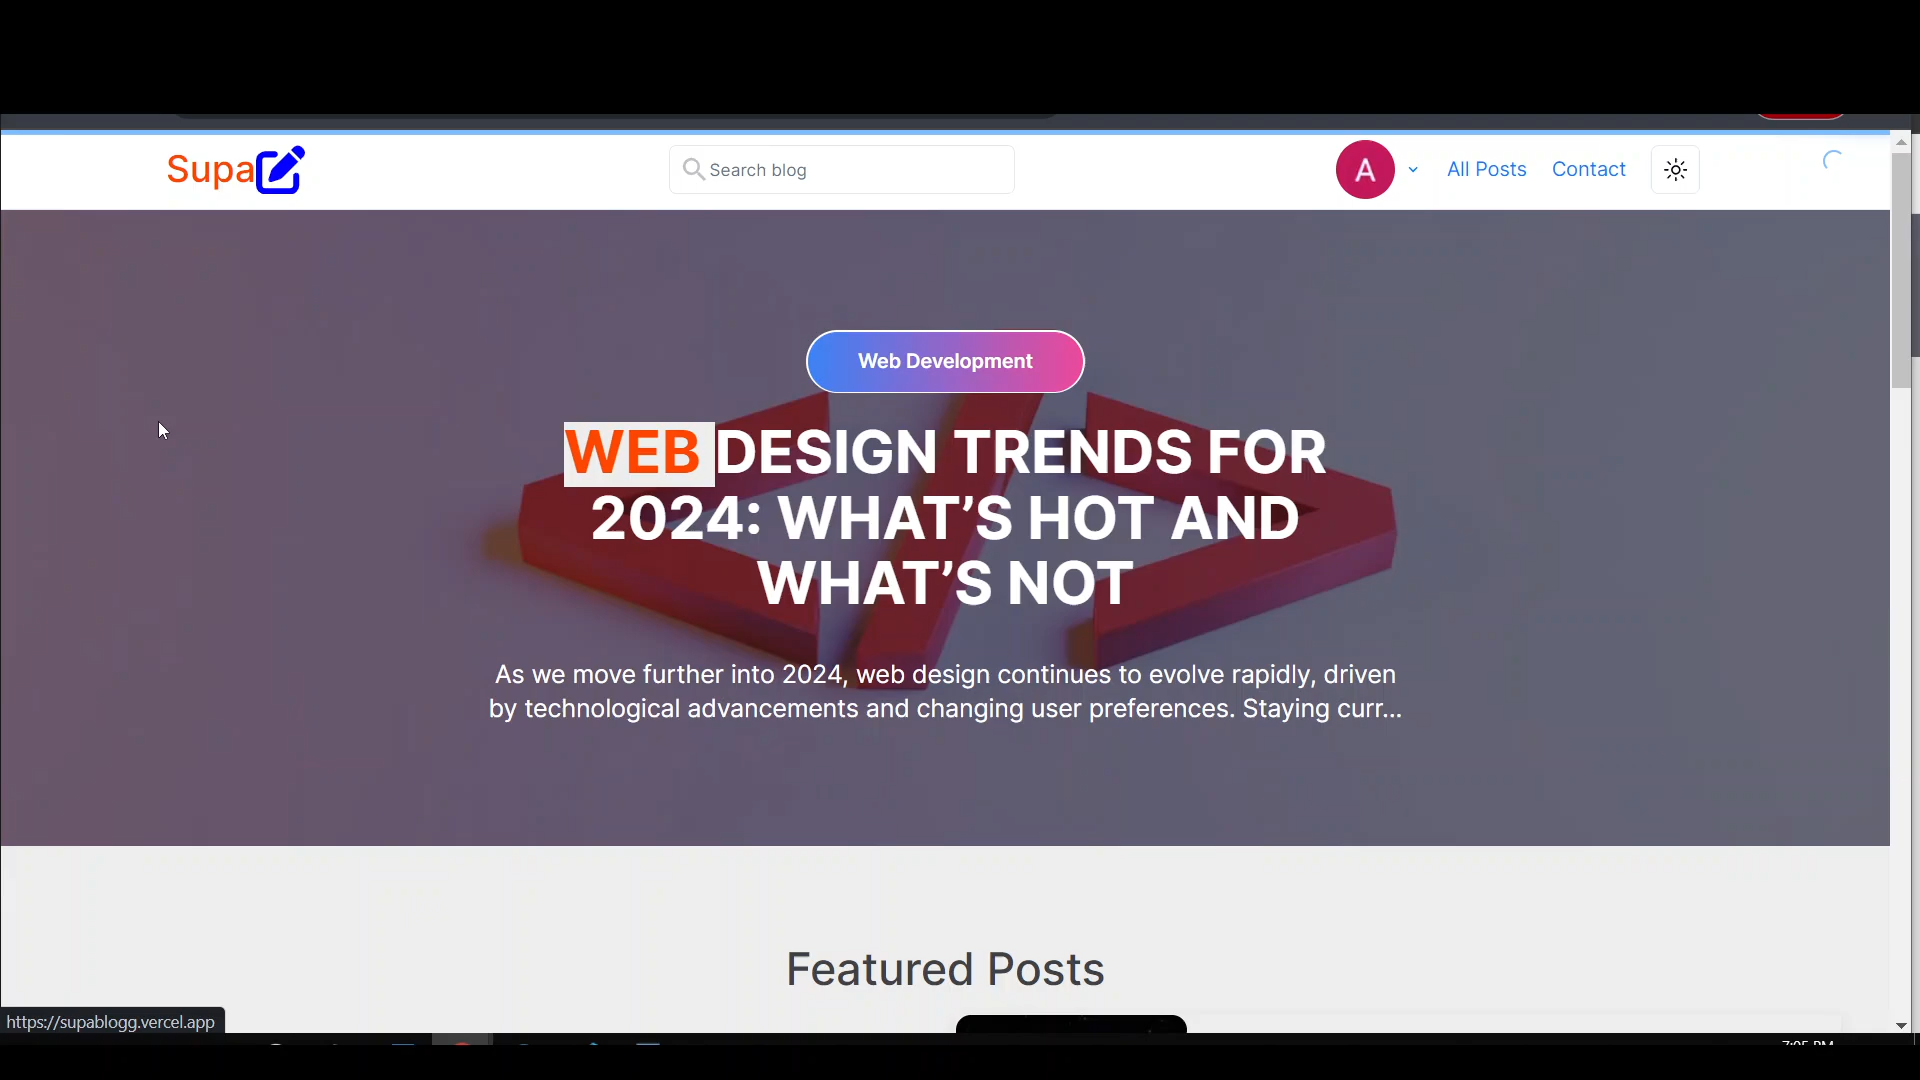 Supa
Search blog
A
All Posts
Contact
Web Development
WEB DESIGN TRENDS FOR
2024: WHAT’S HOT AND
WHAT’S NOT
As we move further into 2024, web design continues to evolve rapidly, driven
by technological advancements and changing user preferences. Staying curr...
Featured Posts
https://supablogg.vercel.app